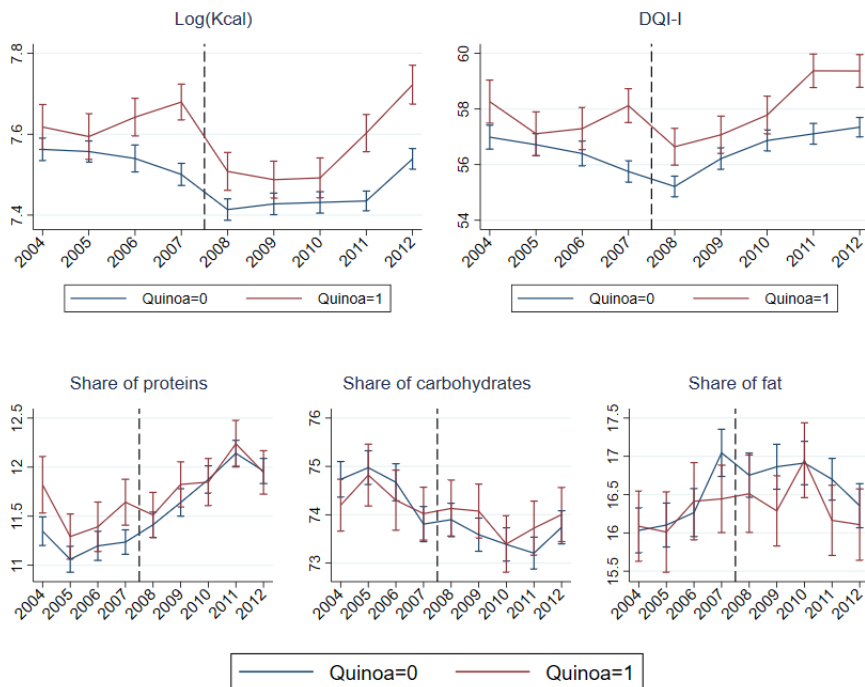 Log(Kcal) DQI-I
7.8 60
7.6 58
7.4 56
54
2004 2005 2006 2007 2008 2009 2010 2011 2012 2004 2005 2006 2007 2008 2009 2010 2011 2012
Quinoa=0 Quinoa=1 Quinoa=0 Quinoa=1
Share of proteins Share of carbohydrates Share of fat
12.5 76 17.5
12 75 17
11.5 74 16.5
11 73 16
15.5
2004 2005 2006 2007 2008 2009 2010 2011 2012 2004 2005 2006 2007 2008 2009 2010 2011 2012 2004 2005 2006 2007 2008 2009 2010 2011 2012
Quinoa=0 Quinoa=1